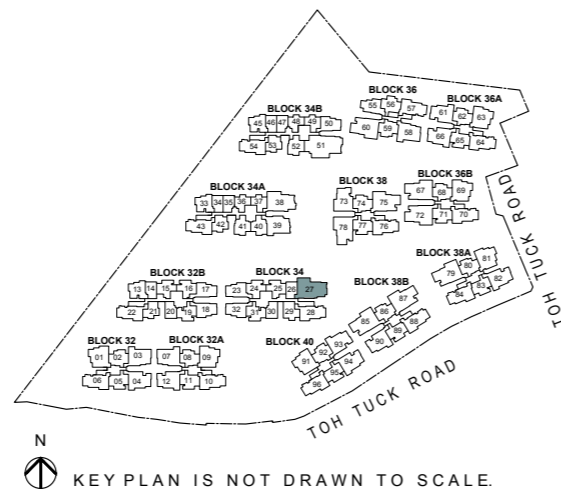 BLOCK 36
BLOCK 36A
BLOCK 34B
55 56 57
61 62 63
45 46 47 48 49 50
60 59 58
66 65 64
54 53 52 51
BLOCK 36B
BLOCK 38
BLOCK 34A
67 68 69
73 74 75
33 34 35 36 37 38
72 71 70
78 77 76
43 42 41 40 39
TOH TUCK ROAD
BLOCK 38A
79 80 81
84 83 82
BLOCK 32B
BLOCK 34
BLOCK 38B
13 14 15 16 17
23 24 25 26 27
85 86 87
22 21 20 19 18
32 31 30 29 28
90 89 88
BLOCK 32
BLOCK 32A
BLOCK 40
01 02 03
07 08 09
91 92 93
06 05 04
12 11 10
96 95 94
TOH TUCK ROAD
N
KEY PLAN IS NOT DRAWN TO SCALE.